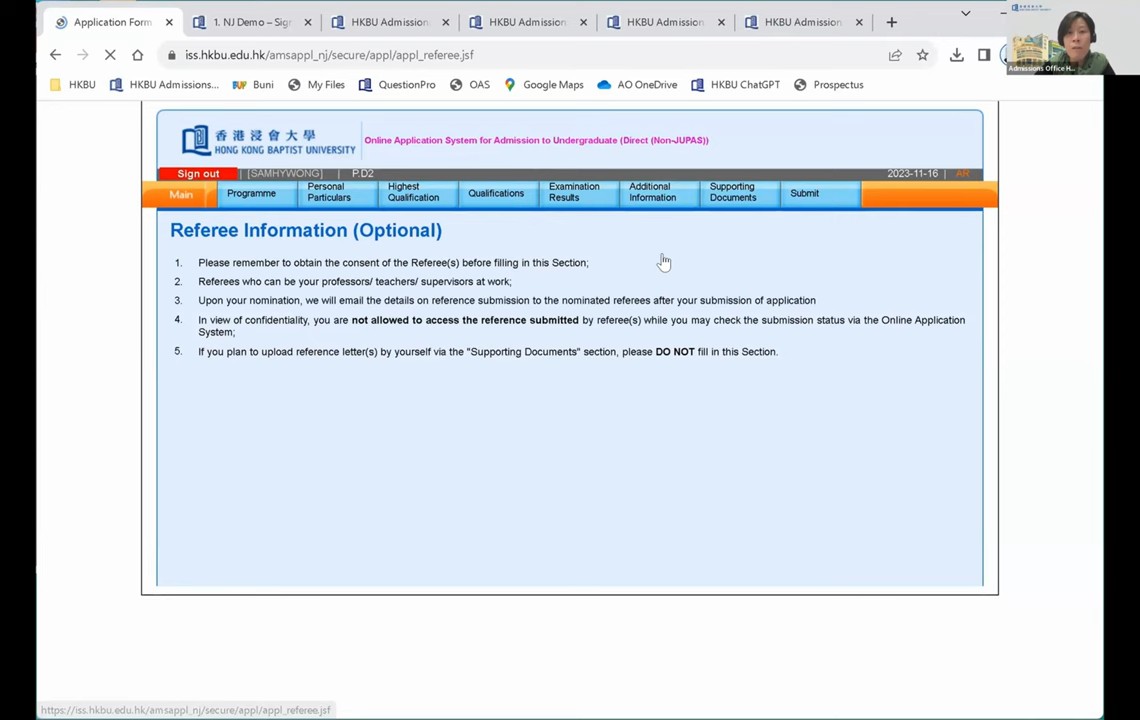 Application Form
1. NJ Demo – Sig
HKBU Admission
HKBU Admission
HKBU Admission
HKBU Admission
iss.hkbu.edu.hk/amsappl_nj/secure/appl/appl_referee.jsf
HKBU
HKBU Admissions...
Buni
My Files
QuestionPro
OAS
Google Maps
AO OneDrive
HKBU ChatGPT
Prospectus
Admissions Office H...
香港浸會大學
HONG KONG BAPTIST UNIVERSITY
Online Application System for Admission to Undergraduate (Direct (Non-JUPAS))
Sign out | [SAMHYWONG] | P.D2
2023-11-16 | AR
Main
Programme
Personal
Particulars
Highest
Qualification
Qualifications
Examination
Results
Additional
Information
Supporting
Documents
Submit
Referee Information (Optional)
1. Please remember to obtain the consent of the Referee(s) before filling in this Section;
2. Referees who can be your professors/ teachers/ supervisors at work;
3. Upon your nomination, we will email the details on reference submission to the nominated referees after your submission of application
4. In view of confidentiality, you are not allowed to access the reference submitted by referee(s) while you may check the submission status via the Online Application
System;
5. If you plan to upload reference letter(s) by yourself via the "Supporting Documents" section, please DO NOT fill in this Section.
https://iss.hkbu.edu.hk/amsappl_nj/secure/appl/appl_referee.jsf